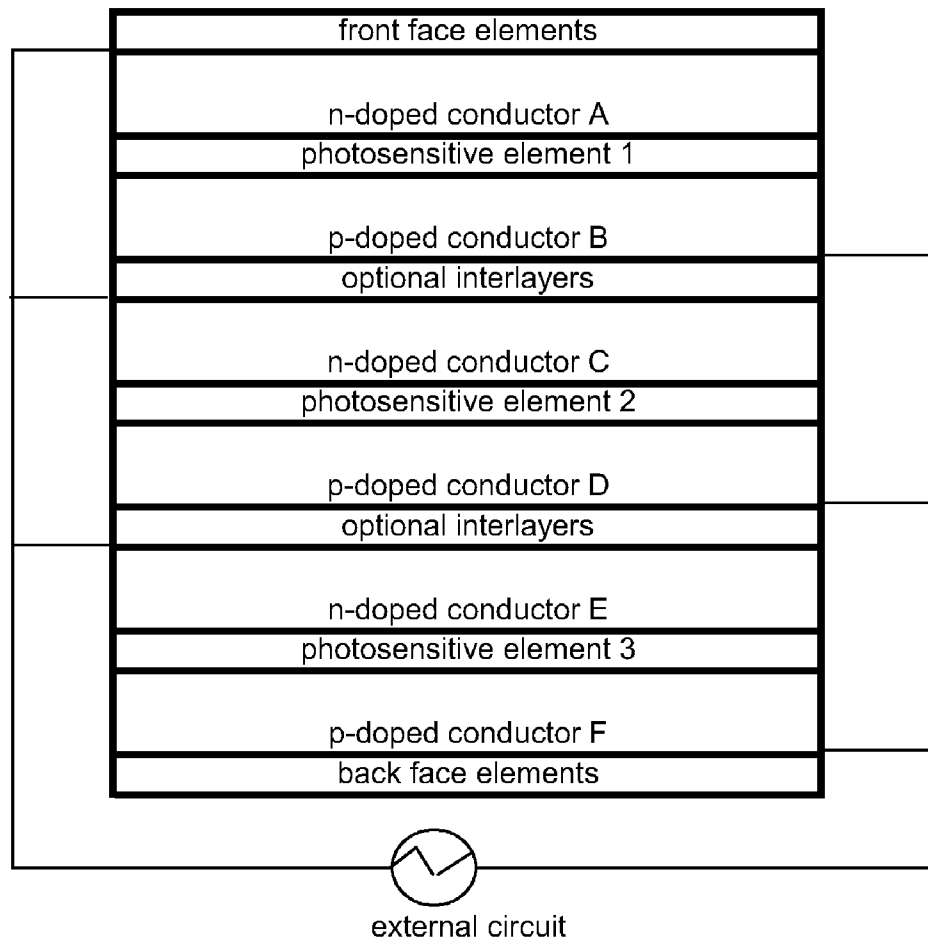 front face elements
n-doped conductor A
photosensitive element 1
p-doped conductor B
optional interlayers
n-doped conductor C
photosensitive element 2
p-doped conductor D
optional interlayers
n-doped conductor E
photosensitive element 3
p-doped conductor F
back face elements
external circuit